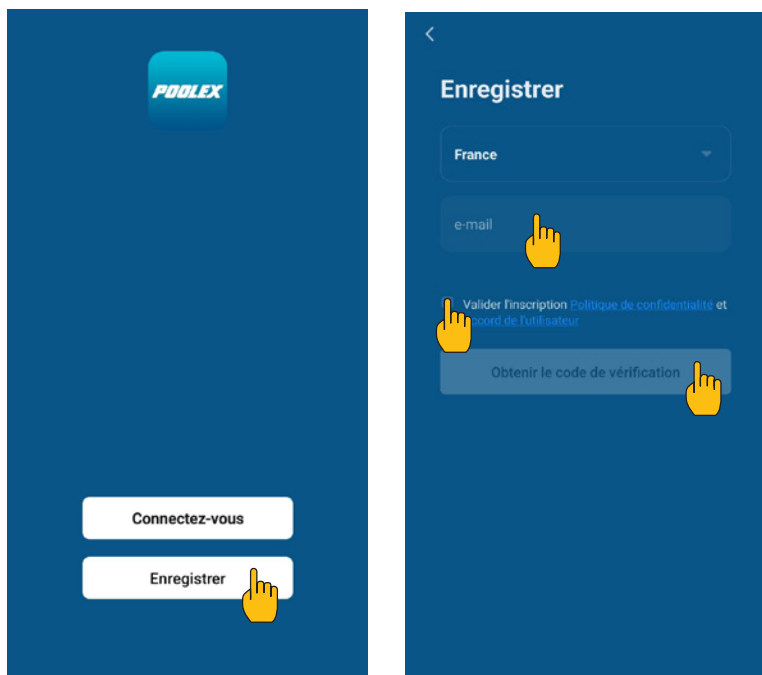 POOLEX
Connectez-vous
Enregistrer
Enregistrer
France
e-mail
Valider l'inscription Politique de confidentialité et
ccord de l'utilisateur
Obtenir le code de vérification